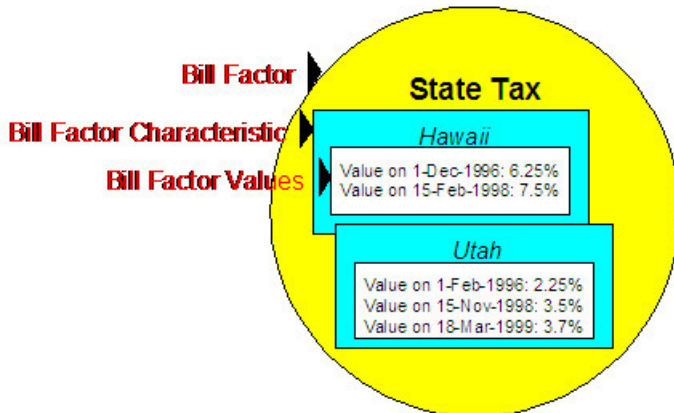 Bill Factor
State Tax
Bill Factor Characteristic
Hawaii
Bill Factor Values
Value on 1-Dec-1996: 6.25%
Value on 15-Feb-1998: 7.5%
Utah
Value on 1-Feb-1996: 2.25%
Value on 15-Nov-1998: 3.5%
Value on 18-Mar-1999: 3.7%